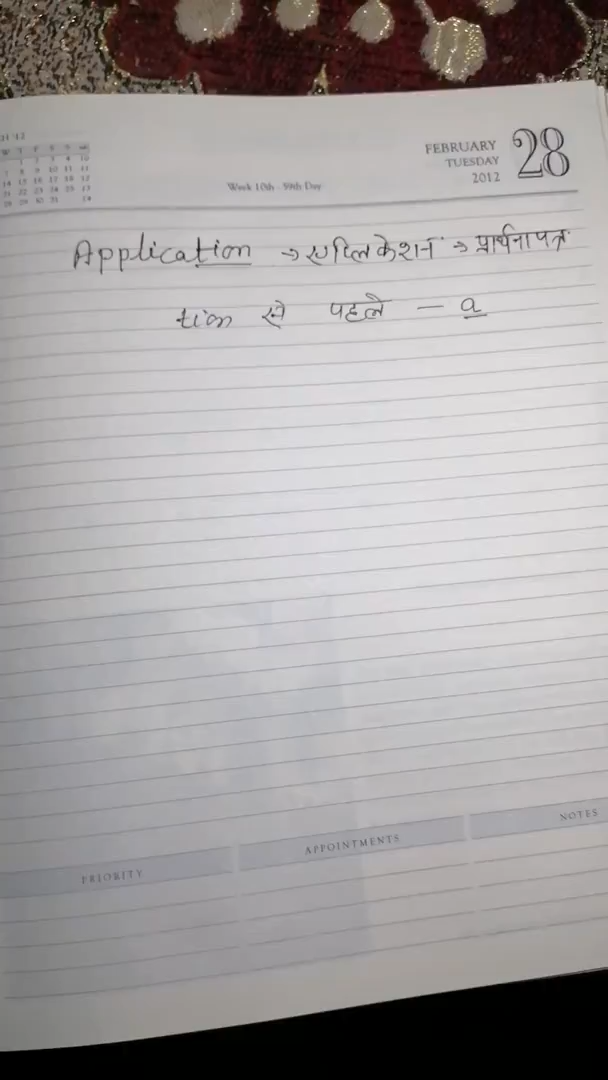 FEBRUARY
TUESDAY
2012
28
Week 10th - 59th Day
Application → एप्लिकेशन → प्रार्थनापत्र
tion से पहले — a
PRIORITY
APPOINTMENTS
NOTES